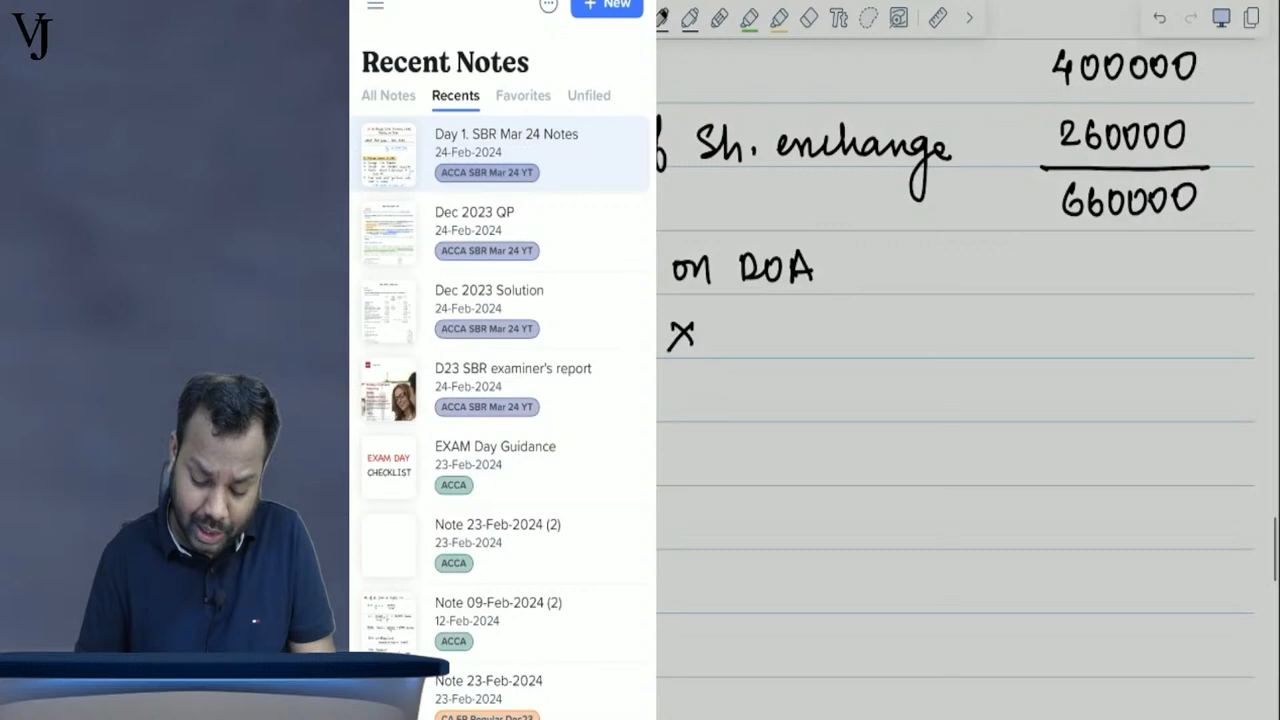 VJ
+ New
Recent Notes
All Notes Recents Favorites Unfiled
Day 1. SBR Mar 24 Notes
24-Feb-2024
ACCA SBR Mar 24 YT
Dec 2023 QP
24-Feb-2024
ACCA SBR Mar 24 YT
Dec 2023 Solution
24-Feb-2024
ACCA SBR Mar 24 YT
D23 SBR examiner's report
24-Feb-2024
ACCA SBR Mar 24 YT
EXAM DAY
CHECKLIST
EXAM Day Guidance
23-Feb-2024
ACCA
Note 23-Feb-2024 (2)
23-Feb-2024
ACCA
Note 09-Feb-2024 (2)
12-Feb-2024
ACCA
Note 23-Feb-2024
23-Feb-2024
CA FR Regular Dec23
Tt
400000
Sh. exchange 260000
660000
on DOA
X